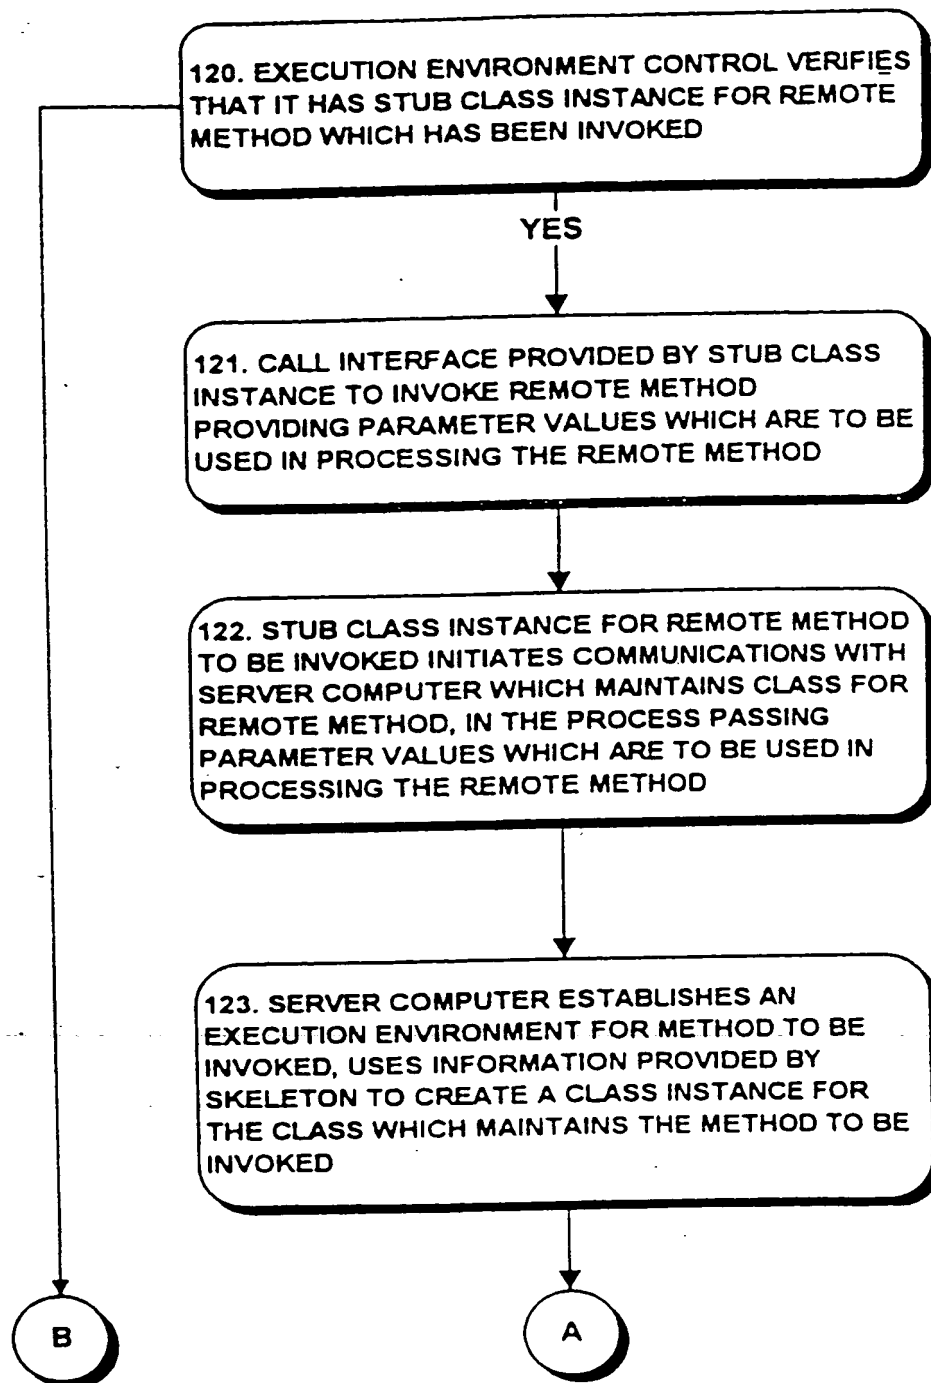 120. EXECUTION ENVIRONMENT CONTROL VERIFIES
THAT IT HAS STUB CLASS INSTANCE FOR REMOTE
METHOD WHICH HAS BEEN INVOKED
YES
121. CALL INTERFACE PROVIDED BY STUB CLASS
INSTANCE TO INVOKE REMOTE METHOD
PROVIDING PARAMETER VALUES WHICH ARE TO BE
USED IN PROCESSING THE REMOTE METHOD
122. STUB CLASS INSTANCE FOR REMOTE METHOD
TO BE INVOKED INITIATES COMMUNICATIONS WITH
SERVER COMPUTER WHICH MAINTAINS CLASS FOR
REMOTE METHOD, IN THE PROCESS PASSING
PARAMETER VALUES WHICH ARE TO BE USED IN
PROCESSING THE REMOTE METHOD
123. SERVER COMPUTER ESTABLISHES AN
EXECUTION ENVIRONMENT FOR METHOD TO BE
INVOKED, USES INFORMATION PROVIDED BY
SKELETON TO CREATE A CLASS INSTANCE FOR
THE CLASS WHICH MAINTAINS THE METHOD TO BE
INVOKED
B
A